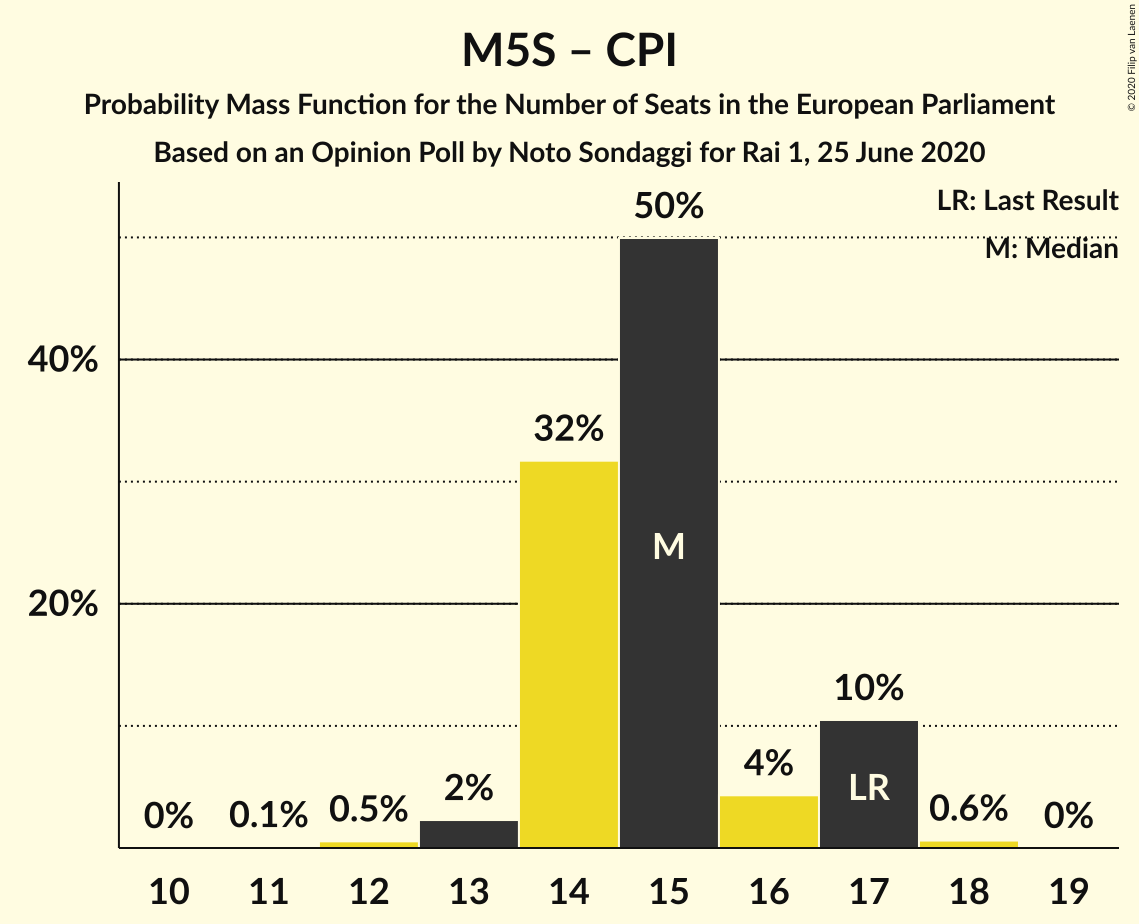 M5S – CPI
Probability Mass Function for the Number of Seats in the European Parliament
Based on an Opinion Poll by Noto Sondaggi for Rai 1, 25 June 2020
© 2020 Filip van Laenen
LR: Last Result
M: Median
50%
40%
32%
M
20%
10%
4%
LR
2%
0%
0.1%
0.5%
0.6%
0%
10 11 12 13 14 15 16 17 18 19